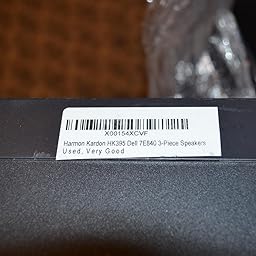 X00154XCVF
Harmon Kardon HK395 Dell 7E840 3-Piece Speakers
Used, Very Good